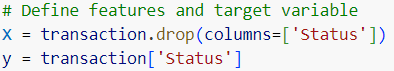 # Define features and target variable
X = transaction.drop(columns=['Status'])
y = transaction['Status']